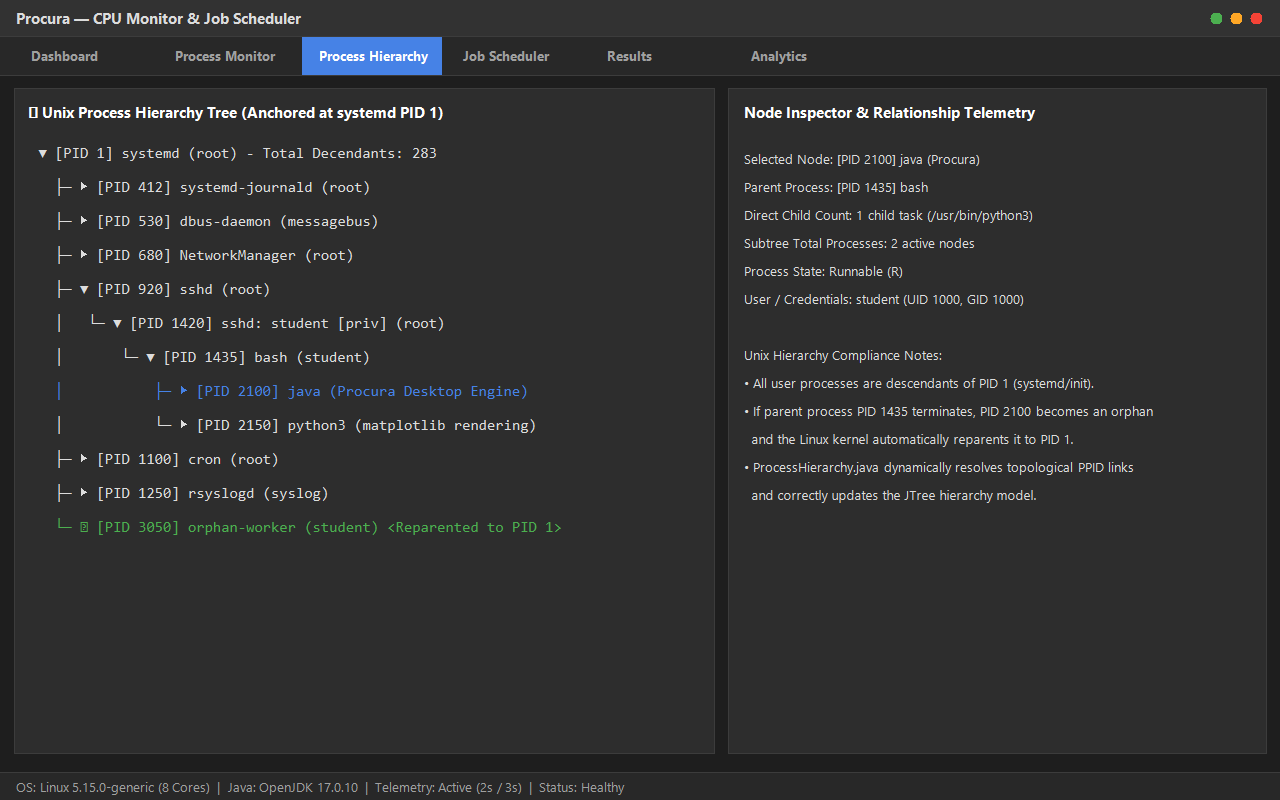 Procura — CPU Monitor & Job Scheduler
Dashboard Process Monitor Process Hierarchy Job Scheduler Results Analytics
Unix Process Hierarchy Tree (Anchored at systemd PID 1)
▼ [PID 1] systemd (root) - Total Decendants: 283
├─ ▶ [PID 412] systemd-journald (root)
├─ ▶ [PID 530] dbus-daemon (messagebus)
├─ ▶ [PID 680] NetworkManager (root)
├─ ▼ [PID 920] sshd (root)
│ └─ ▼ [PID 1420] sshd: student [priv] (root)
│ └─ ▼ [PID 1435] bash (student)
│ ├─ ▶ [PID 2100] java (Procura Desktop Engine)
│ └─ ▶ [PID 2150] python3 (matplotlib rendering)
├─ ▶ [PID 1100] cron (root)
├─ ▶ [PID 1250] rsyslogd (syslog)
└─ [PID 3050] orphan-worker (student) <Reparented to PID 1>
Node Inspector & Relationship Telemetry
Selected Node: [PID 2100] java (Procura)
Parent Process: [PID 1435] bash
Direct Child Count: 1 child task (/usr/bin/python3)
Subtree Total Processes: 2 active nodes
Process State: Runnable (R)
User / Credentials: student (UID 1000, GID 1000)
Unix Hierarchy Compliance Notes:
• All user processes are descendants of PID 1 (systemd/init).
• If parent process PID 1435 terminates, PID 2100 becomes an orphan
and the Linux kernel automatically reparents it to PID 1.
• ProcessHierarchy.java dynamically resolves topological PPID links
and correctly updates the JTree hierarchy model.
OS: Linux 5.15.0-generic (8 Cores) | Java: OpenJDK 17.0.10 | Telemetry: Active (2s / 3s) | Status: Healthy